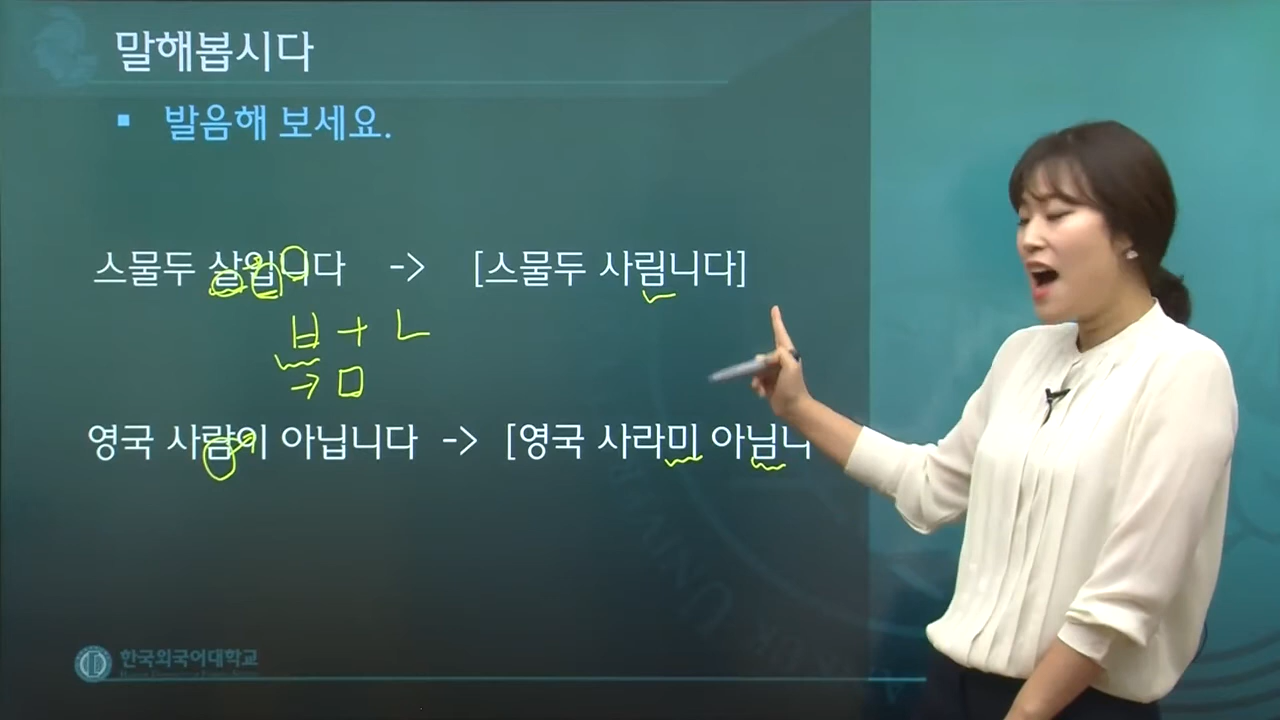 말해봅시다
▪ 발음해 보세요.
스물두 살입니다 -> [스물두 사림니다]
ㅂ + ㄴ
→ ㅁ
영국 사람이 아닙니다 -> [영국 사라미 아님니
한국외국어대학교